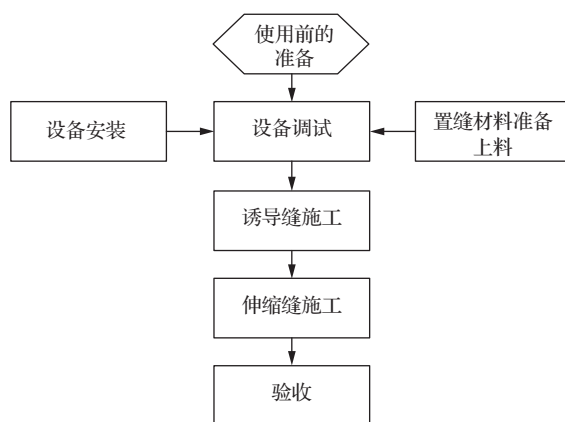 使用前的
准备
设备安装
设备调试
置缝材料准备
上料
诱导缝施工
伸缩缝施工
验收